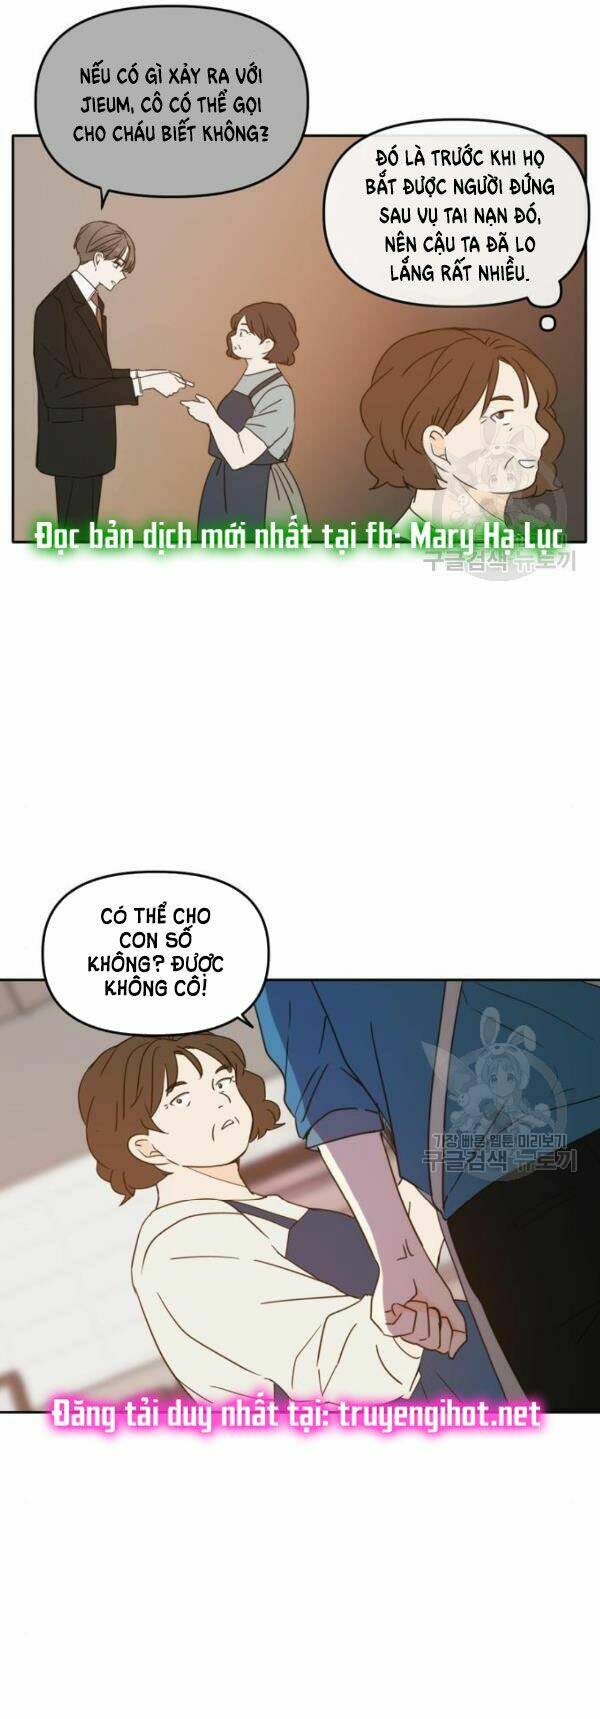 NẾU CÓ GÌ XẢY RA VỚI
JIEUM, CÔ CÓ THỂ GỌI
CHO CHÁU BIẾT KHÔNG?
ĐÓ LÀ TRƯỚC KHI HỌ
BẮT ĐƯỢC NGƯỜI ĐỨNG
SAU VỤ TAI NẠN ĐÓ,
NÊN CẬU TA ĐÃ LO
LẮNG RẤT NHIỀU.
Đọc bản dịch mới nhất tại fb: Mary Hạ Lục
구글검색 뉴토끼
CÓ THỂ CHO
CON SỐ
KHÔNG? ĐƯỢC
KHÔNG CÔ!
가장 빠른 웹툰 미리보기
구글검색 뉴토끼
Đăng tải duy nhất tại: truyengihot.net